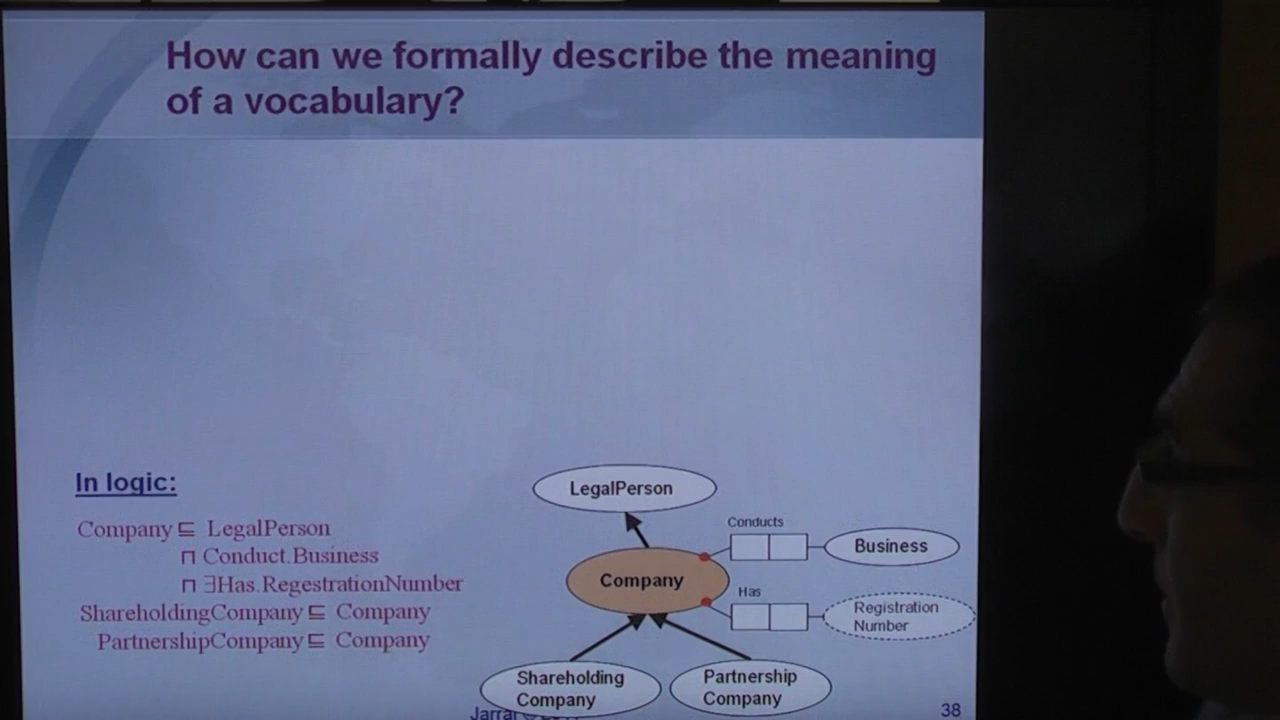 How can we formally describe the meaning
of a vocabulary?
In logic:
Company ⊑ LegalPerson
⊓ Conduct.Business
⊓ ∃Has.RegestrationNumber
ShareholdingCompany ⊑ Company
PartnershipCompany ⊑ Company
LegalPerson
Conducts
Business
Company
Has
Registration
Number
Shareholding
Company
Partnership
Company
38